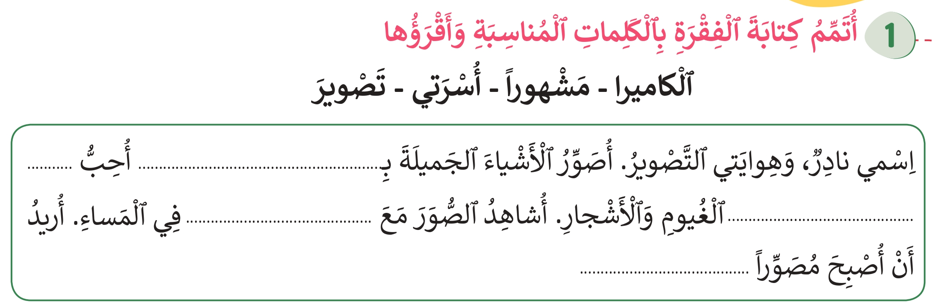 1 أُتَمِّمُ كِتابَةَ ٱلْفِقْرَةِ بِٱلْكَلِماتِ ٱلْمُناسِبَةِ وَأَقْرَؤُها
ٱلْكاميرا - مَشْهوراً - أُسْرَتي - تَصْويرَ
اِسْمي نادِرٌ، وَهِوايَتي ٱلتَّصْويرُ. أُصَوِّرُ ٱلْأَشْياءَ ٱلجَميلَةَ بِـ................ أُحِبُّ ...........
................ ٱلْغُيومِ وَٱلْأَشْجارِ. أُشاهِدُ ٱلصُّوَرَ مَعَ ................ فِي ٱلْمَساءِ. أُريدُ
أَنْ أُصْبِحَ مُصَوِّراً ................